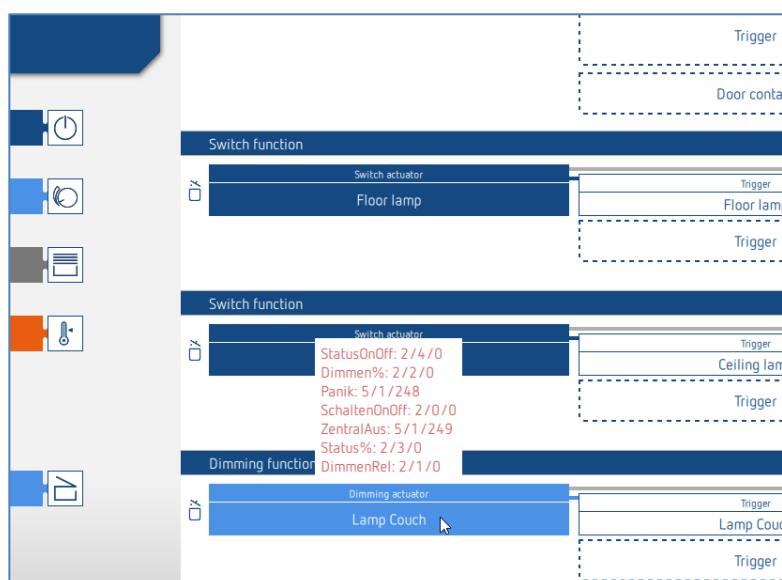 Trigger
Door conta
Switch function
Switch actuator
Floor lamp
Trigger
Floor lamp
Trigger
Switch function
Switch actuator
Trigger
Ceiling lam
Trigger
StatusOnOff: 2/4/0
Dimmen%: 2/2/0
Panik: 5/1/248
SchaltenOnOff: 2/0/0
ZentralAus: 5/1/249
Status%: 2/3/0
DimmenRel: 2/1/0
Dimming function
Dimming actuator
Lamp Couch
Trigger
Lamp Couc
Trigger